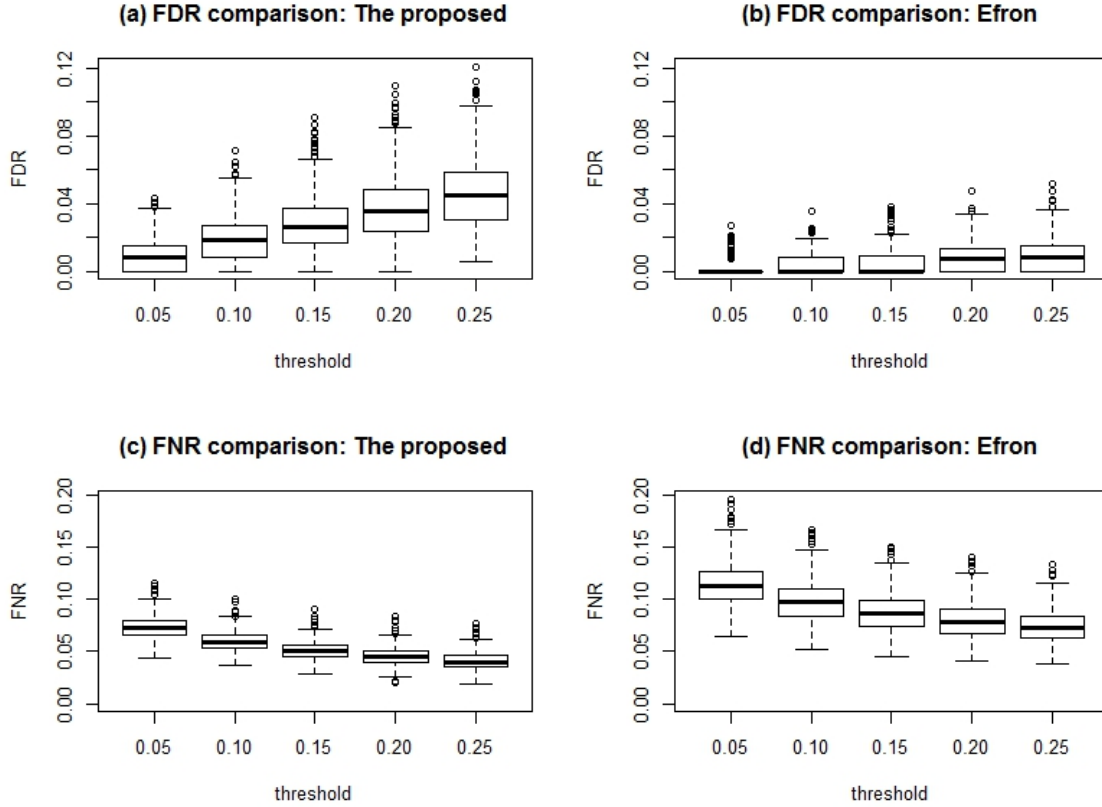 (a) FDR comparison: The proposed
FDR
0.12
0.08
0.04
0.00
0.05 0.10 0.15 0.20 0.25
threshold
(b) FDR comparison: Efron
FDR
0.12
0.08
0.04
0.00
0.05 0.10 0.15 0.20 0.25
threshold
(c) FNR comparison: The proposed
FNR
0.20
0.15
0.10
0.05
0.00
0.05 0.10 0.15 0.20 0.25
threshold
(d) FNR comparison: Efron
FNR
0.20
0.15
0.10
0.05
0.00
0.05 0.10 0.15 0.20 0.25
threshold